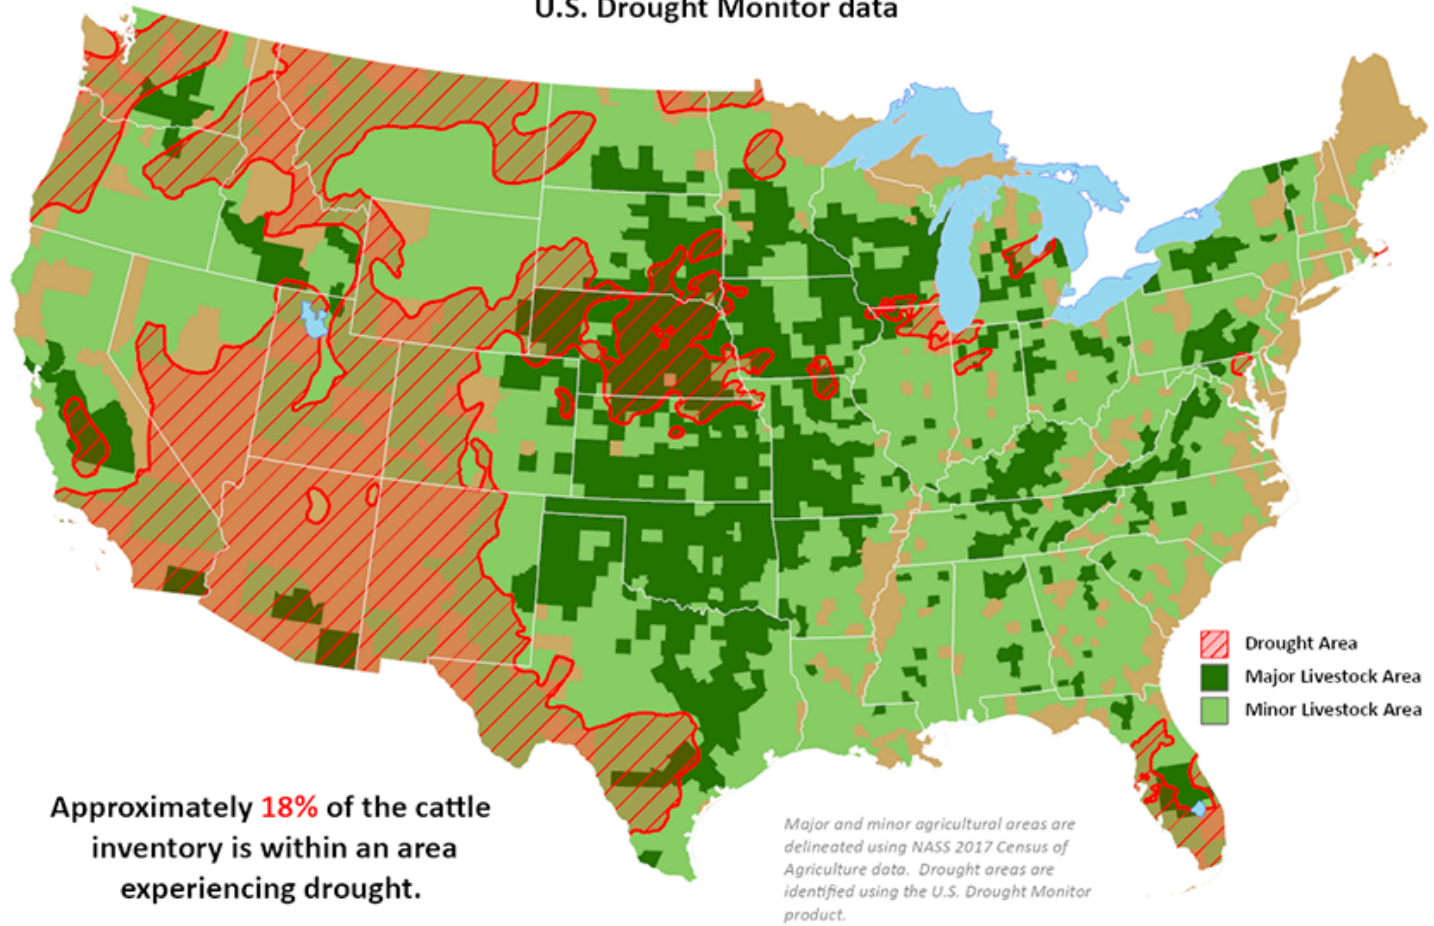 U.S. Drought Monitor data
Drought Area
Major Livestock Area
Minor Livestock Area
Approximately 18% of the cattle
inventory is within an area
experiencing drought.
Major and minor agricultural areas are
delineated using NASS 2017 Census of
Agriculture data.  Drought areas are
identified using the U.S. Drought Monitor
product.